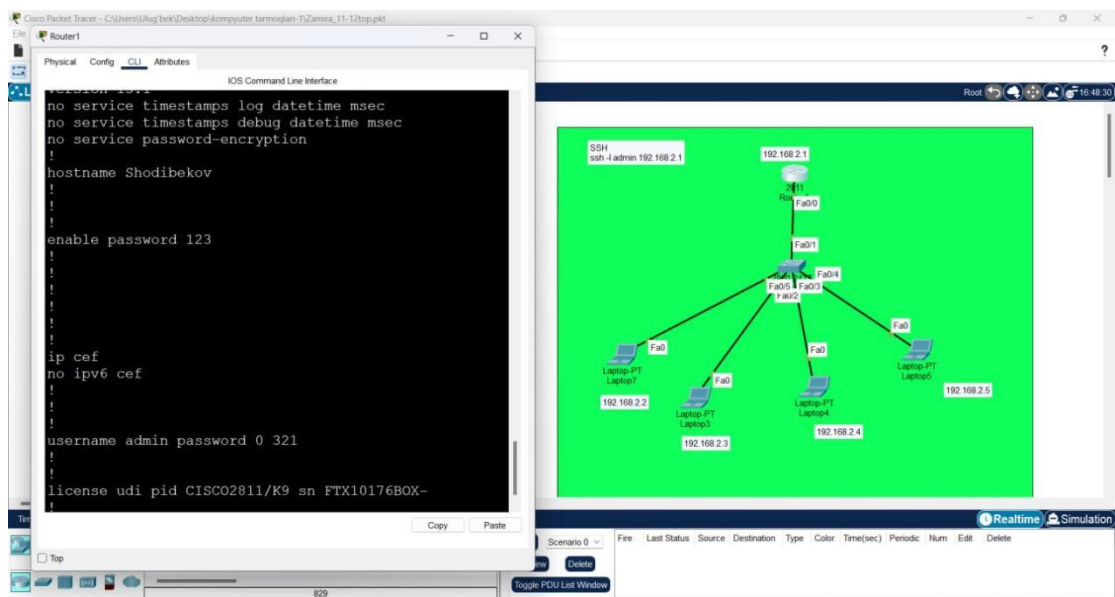 Cisco Packet Tracer - C:\Users\Ulug'bek\Desktop\kompyuter tarmoqlari-1\Zamira_11-12top.pkt
File
Router1
Physical Config CLI Attributes
IOS Command Line Interface
no service timestamps log datetime msec
no service timestamps debug datetime msec
no service password-encryption
!
hostname Shodibekov
!
!
!
enable password 123
!
!
!
!
!
!
ip cef
no ipv6 cef
!
!
!
username admin password 0 321
!
!
license udi pid CISCO2811/K9 sn FTX10176BOX-
!
Copy Paste
Top
Root 16:48:30
SSH
ssh -l admin 192.168.2.1
192.168.2.1
Fa0/0
Fa0/1
Fa0/4
Fa0/5 Fa0/3
Fa0/2
Fa0
Laptop-PT
Laptop7
192.168.2.2
Fa0
Laptop-PT
Laptop3
192.168.2.3
Fa0
Laptop-PT
Laptop4
192.168.2.4
Fa0
Laptop-PT
Laptop5
192.168.2.5
Realtime Simulation
Scenario 0
Fire Last Status Source Destination Type Color Time(sec) Periodic Num Edit Delete
Delete
Toggle PDU List Window
829